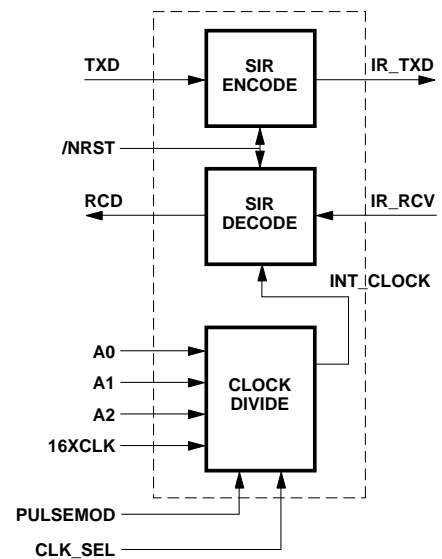 TXD
SIR
ENCODE
IR_TXD
/NRST
RCD
SIR
DECODE
IR_RCV
INT_CLOCK
A0
A1
A2
16XCLK
CLOCK
DIVIDE
PULSEMOD
CLK_SEL